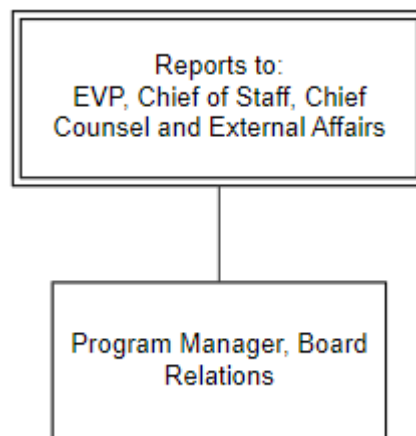 Reports to:
EVP, Chief of Staff, Chief
Counsel and External Affairs
Program Manager, Board
Relations